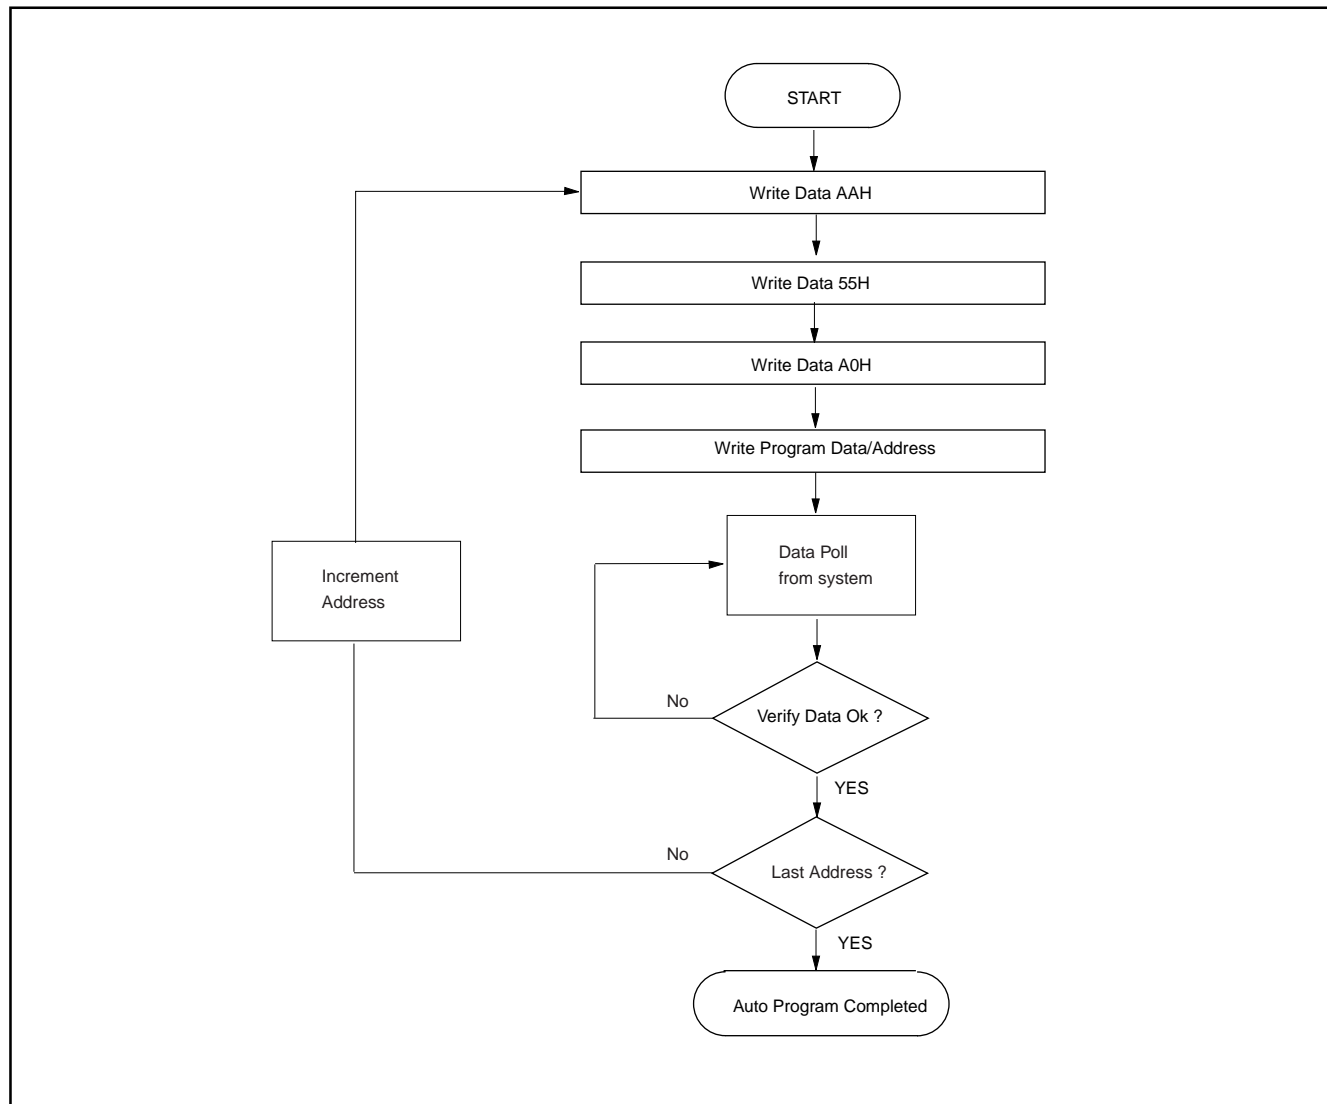 START
Write Data AAH
Write Data 55H
Write Data A0H
Write Program Data/Address
Data Poll
from system
Increment
Address
No
Verify Data Ok ?
YES
No
Last Address ?
YES
Auto Program Completed